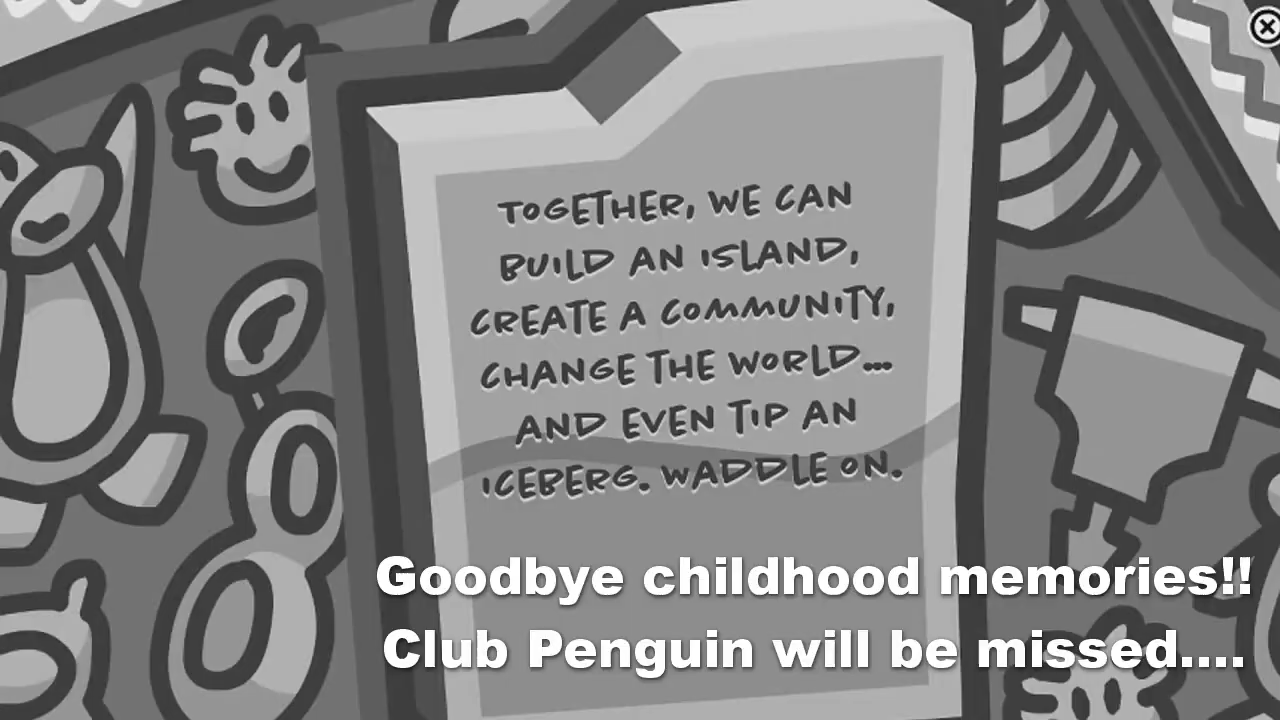 TOGETHER, WE CAN
BUILD AN ISLAND,
CREATE A COMMUNITY,
CHANGE THE WORLD...
AND EVEN TIP AN
ICEBERG. WADDLE ON.
Goodbye childhood memories!!
Club Penguin will be missed....